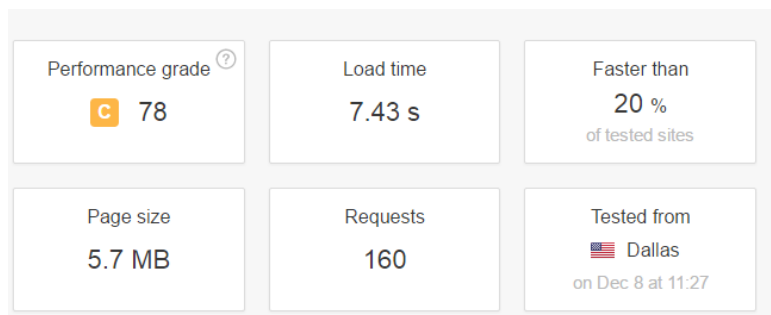 Performance grade ?
C 78
Load time
7.43 s
Faster than
20 %
of tested sites
Page size
5.7 MB
Requests
160
Tested from
Dallas
on Dec 8 at 11:27